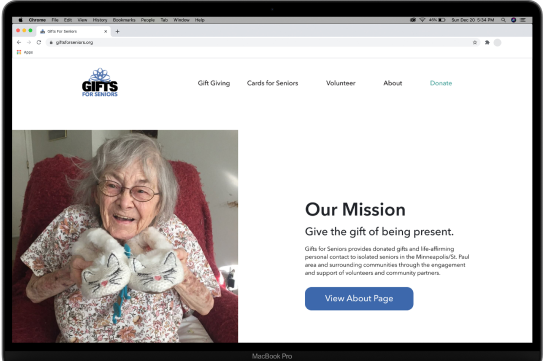 Chrome File Edit View History Bookmarks People Tab Window Help
41% Sun Dec 20 5:34 PM
Gifts for Seniors
giftsforseniors.org
Apps
GIFTS
FOR SENIORS
Gift Giving Cards for Seniors Volunteer About Donate
Our Mission
Give the gift of being present.
Gifts for Seniors provides donated gifts and life-affirming
personal contact to isolated seniors in the Minneapolis/St. Paul
area and surrounding communities through the engagement
and support of volunteers and community partners.
View About Page
MacBook Pro